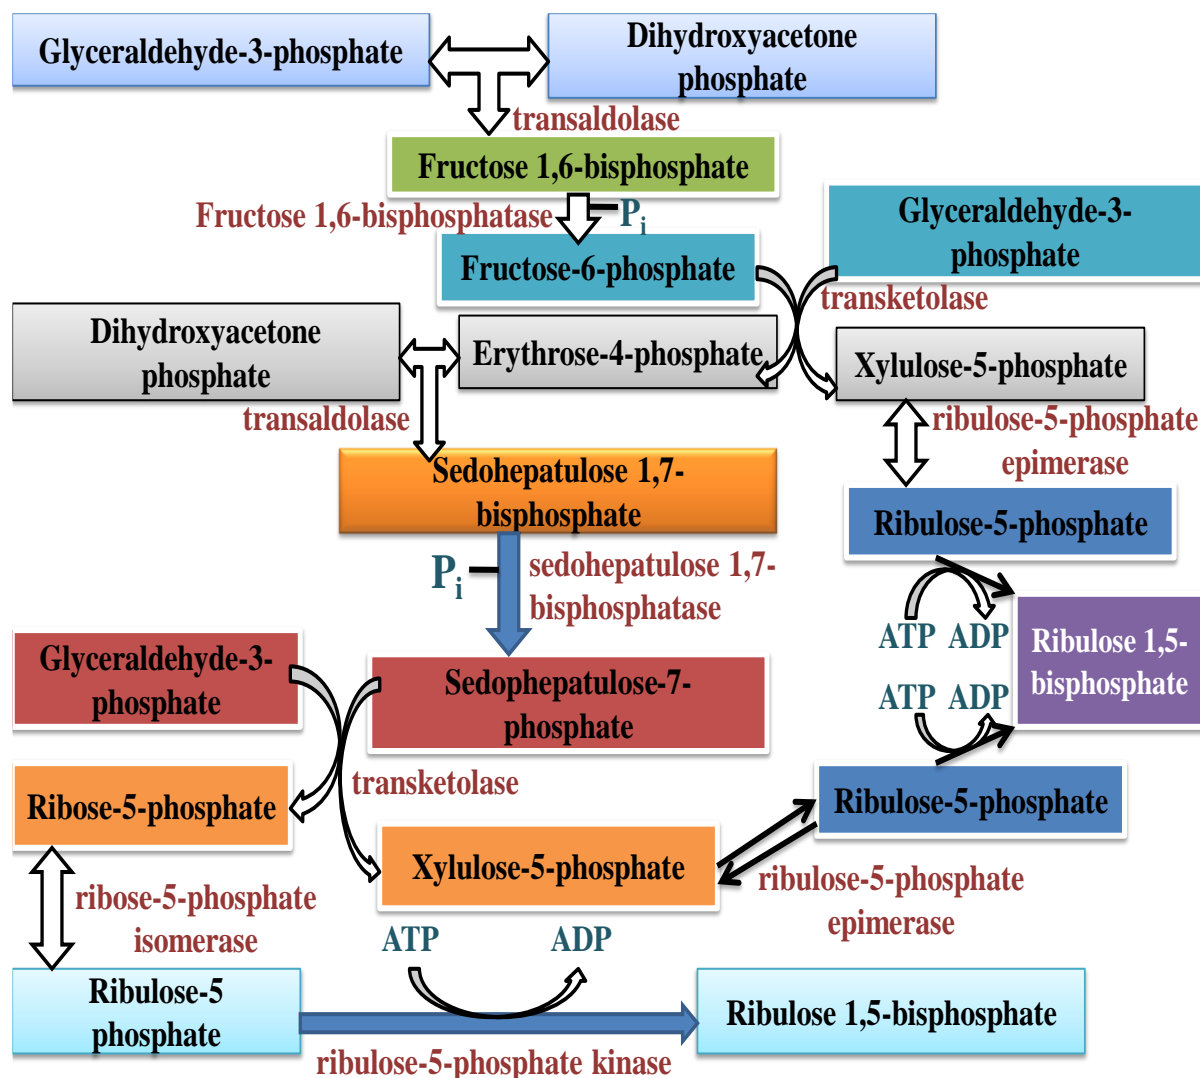 Glyceraldehyde-3-phosphate
Dihydroxyacetone
phosphate
transaldolase
Fructose 1,6-bisphosphate
Fructose 1,6-bisphosphatase
Pi
Glyceraldehyde-3-
phosphate
Fructose-6-phosphate
transketolase
Dihydroxyacetone
phosphate
Erythrose-4-phosphate
Xylulose-5-phosphate
transaldolase
ribulose-5-phosphate
epimerase
Sedohepatulose 1,7-
bisphosphate
Ribulose-5-phosphate
Pi
sedohepatulose 1,7-
bisphosphatase
ATP ADP
Ribulose 1,5-
bisphosphate
ATP ADP
Glyceraldehyde-3-
phosphate
Sedophepatulose-7-
phosphate
transketolase
Ribose-5-phosphate
Ribulose-5-phosphate
Xylulose-5-phosphate
ribulose-5-phosphate
epimerase
ribose-5-phosphate
isomerase
ATP
ADP
Ribulose-5
phosphate
Ribulose 1,5-bisphosphate
ribulose-5-phosphate kinase